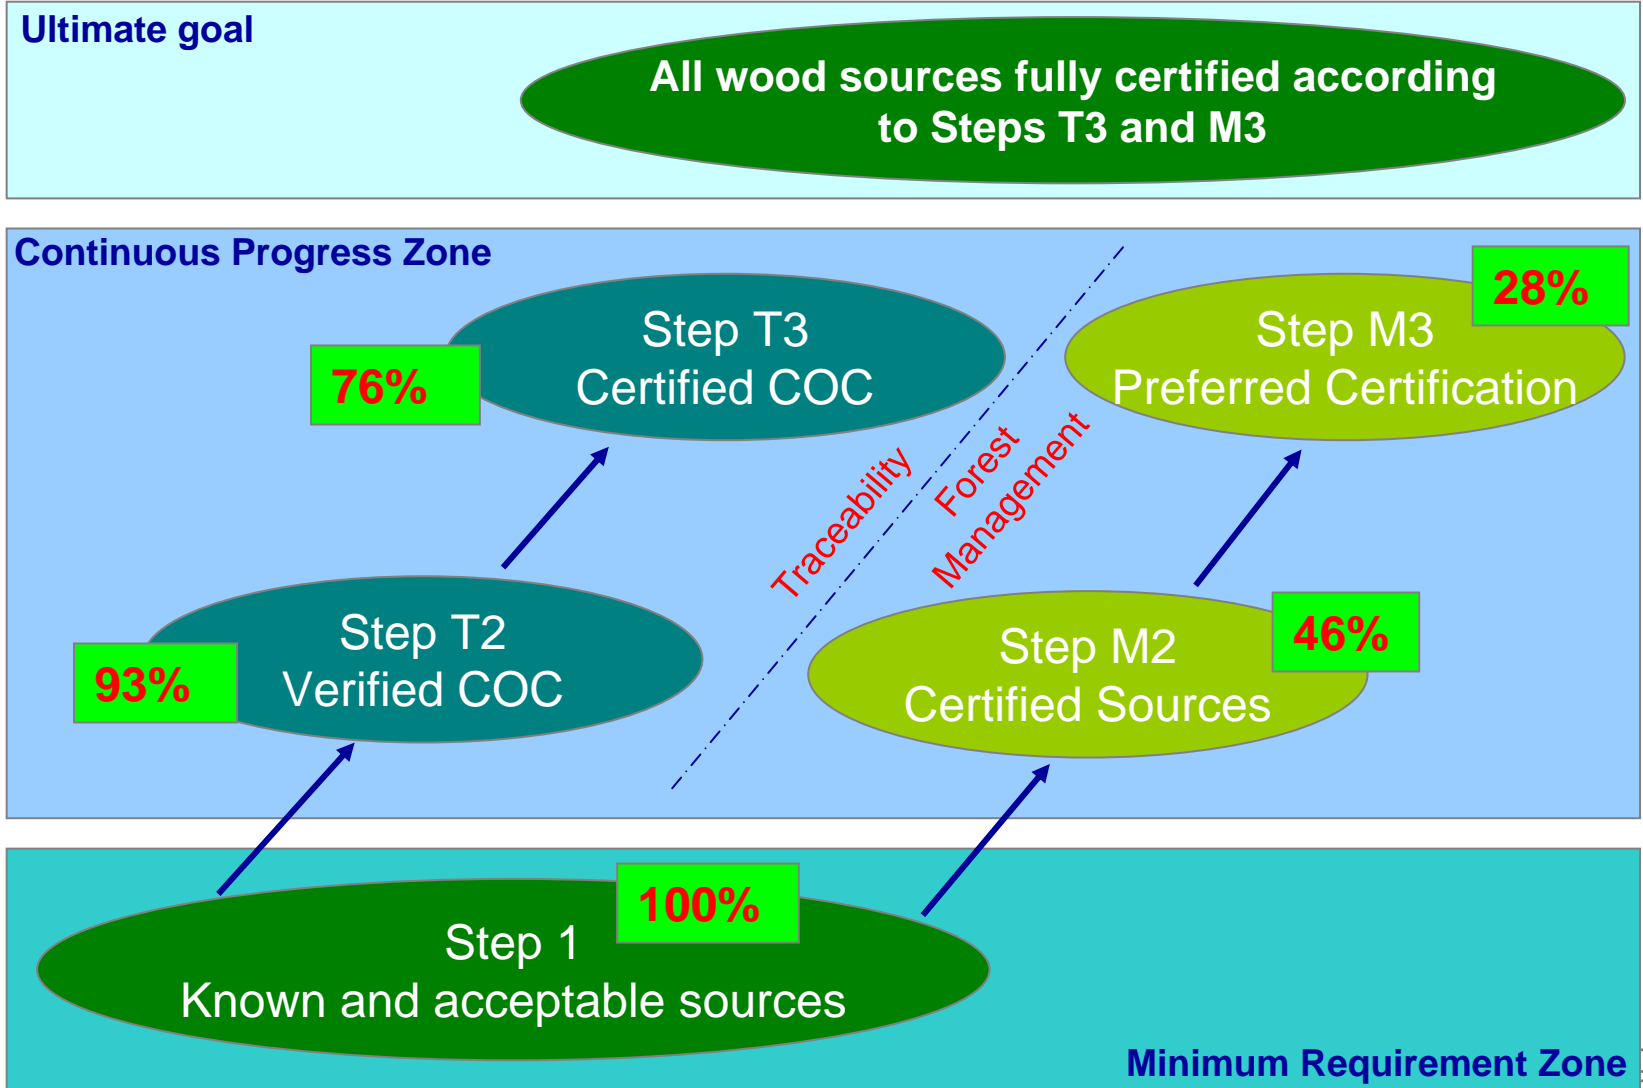 Ultimate goal
All wood sources fully certified according
to Steps T3 and M3
Continuous Progress Zone
Step T3
Certified COC
76%
Step M3
Preferred Certification
28%
Traceability
Forest
Management
Step T2
Verified COC
93%
Step M2
Certified Sources
46%
Step 1
Known and acceptable sources
100%
Minimum Requirement Zone